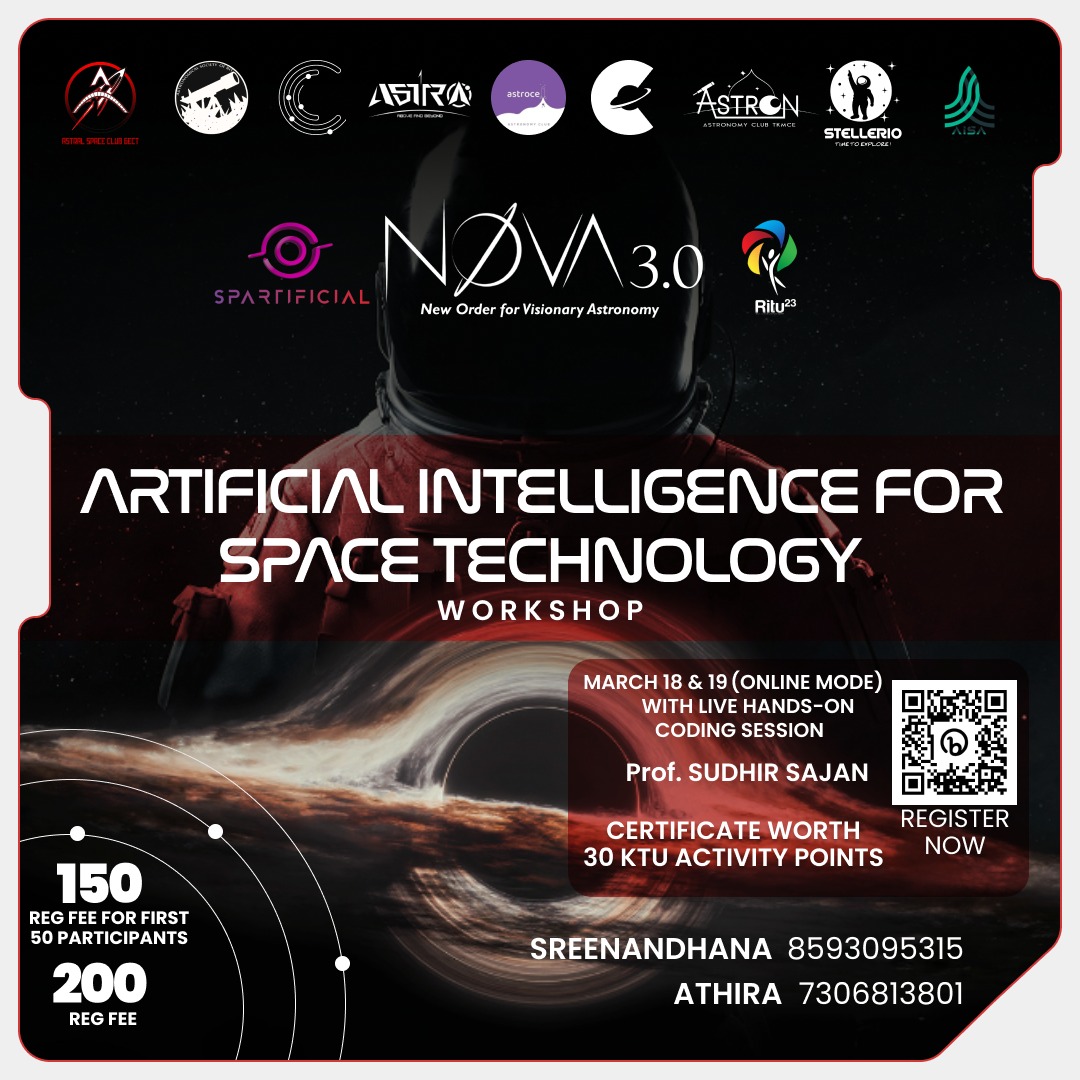 ASTRAL SPACE CLUB GECT
ASTRA
ABOVE AND BEYOND
astroce
ASTRONOMY CLUB
ASTRON
ASTRONOMY CLUB TKMCE
STELLERIO
TIME TO EXPLORE!
AISA
SPARTIFICIAL
NØVA 3.0
New Order for Visionary Astronomy
Ritu23
ARTIFICIAL INTELLIGENCE FOR
SPACE TECHNOLOGY
WORKSHOP
MARCH 18 & 19 (ONLINE MODE)
WITH LIVE HANDS-ON
CODING SESSION
Prof. SUDHIR SAJAN
CERTIFICATE WORTH
30 KTU ACTIVITY POINTS
REGISTER
NOW
150
REG FEE FOR FIRST
50 PARTICIPANTS
200
REG FEE
SREENANDHANA 8593095315
ATHIRA 7306813801